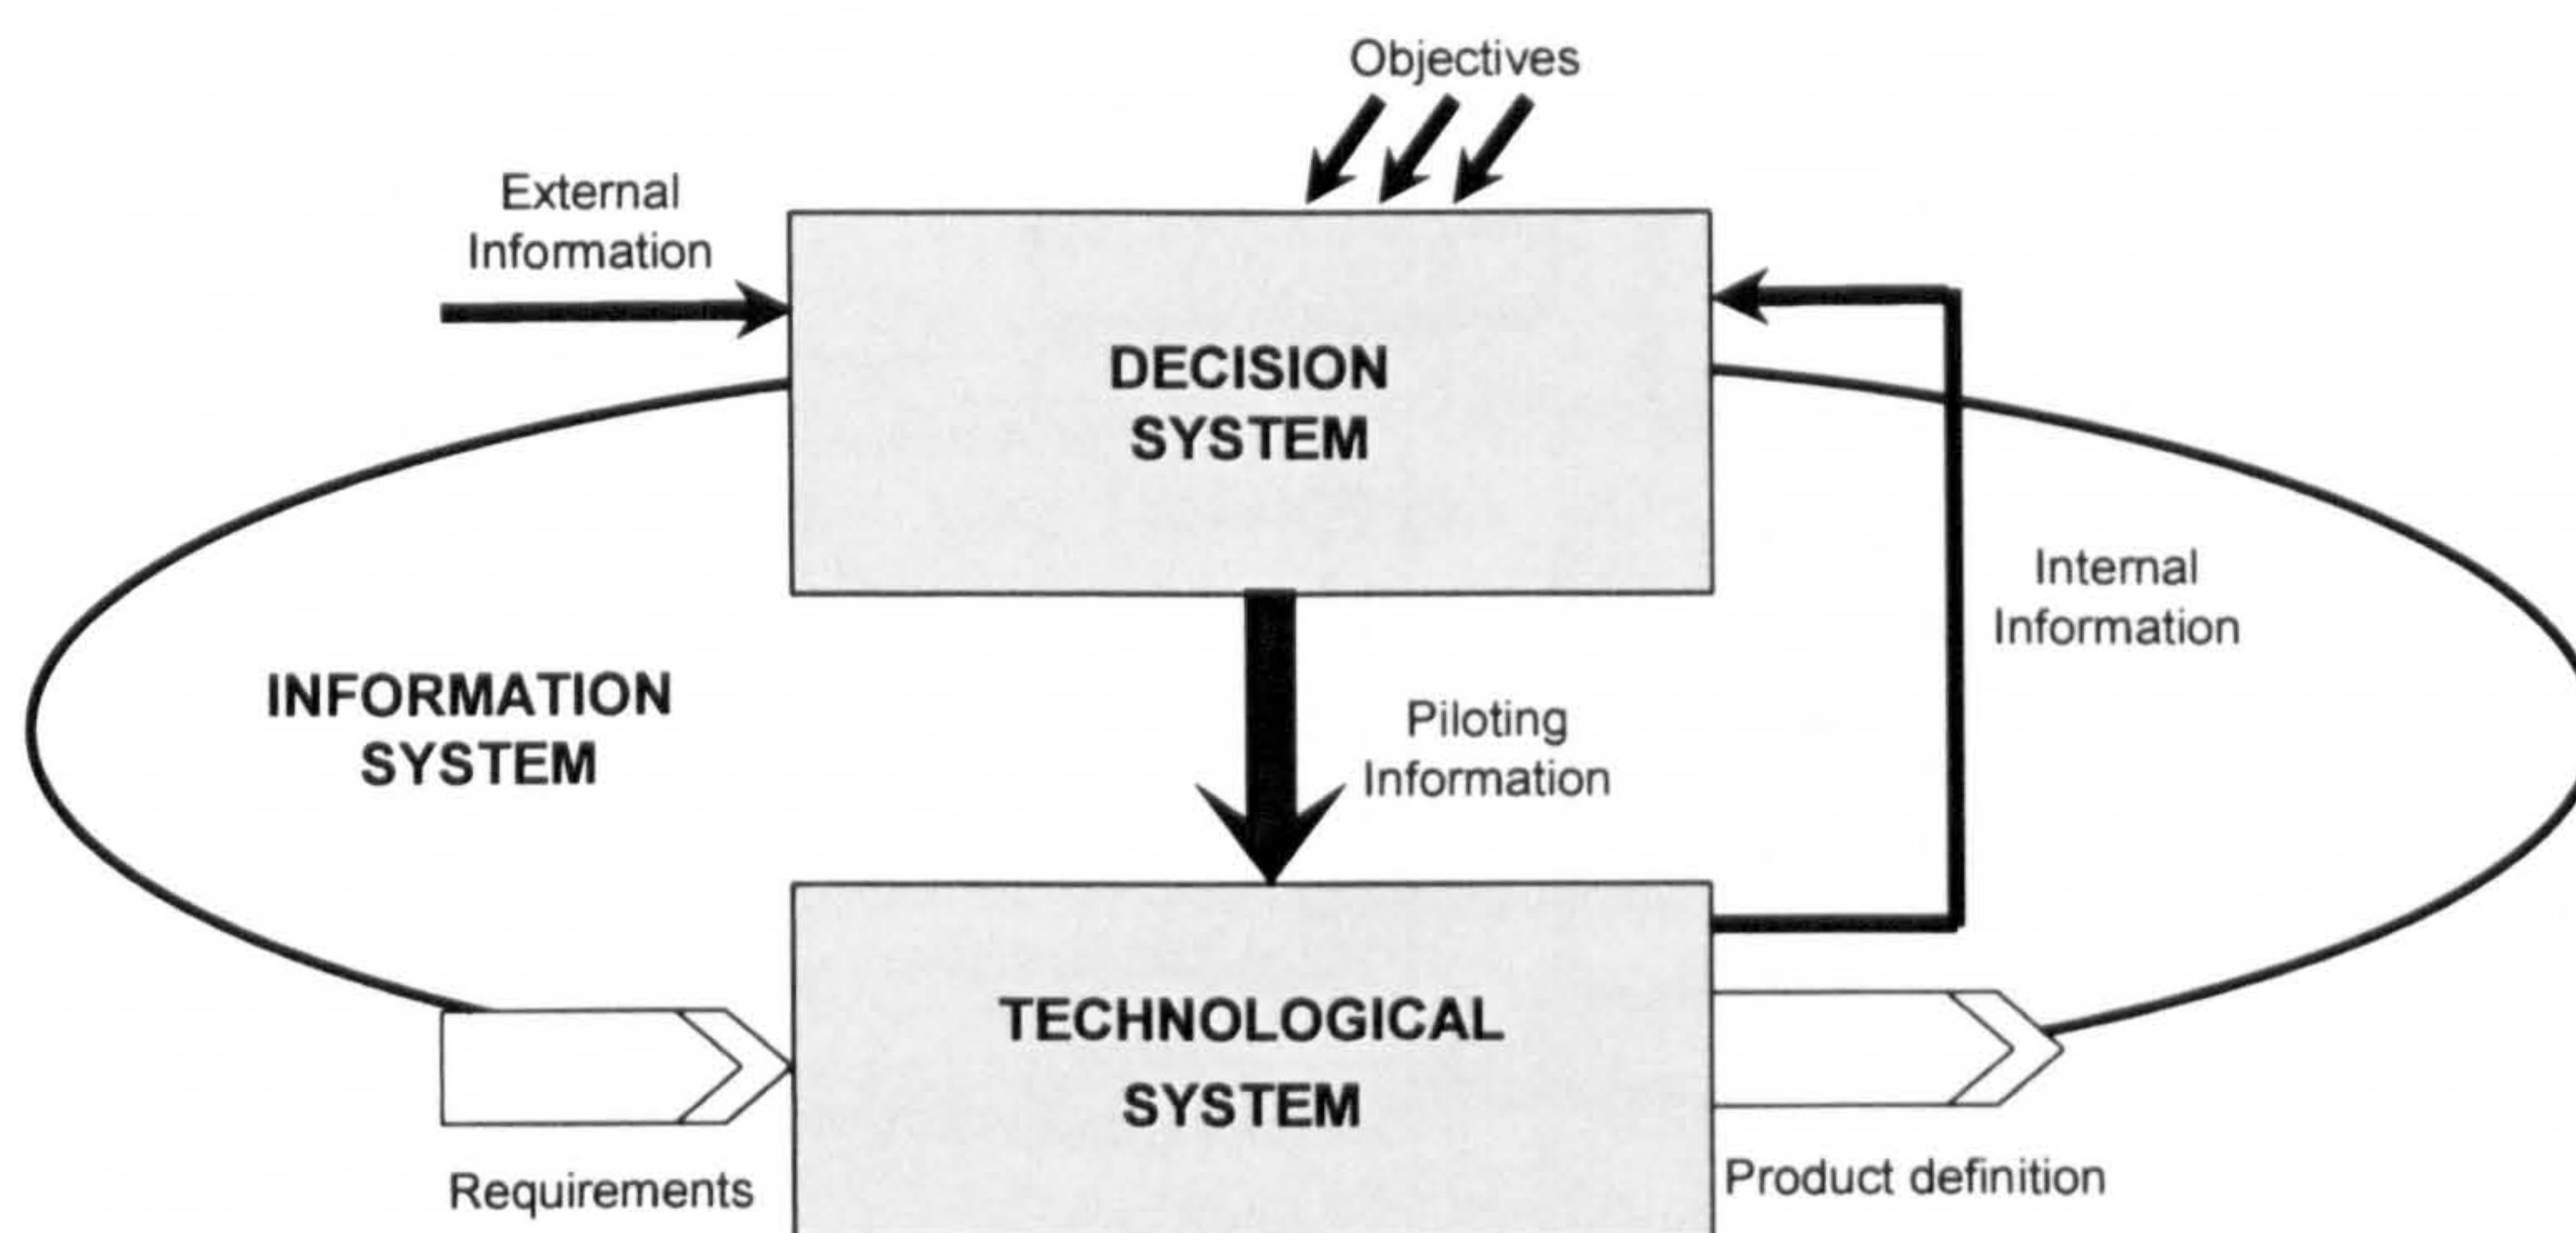 Objectives
External
Information
DECISION
SYSTEM
Internal
Information
INFORMATION
SYSTEM
Piloting
Information
TECHNOLOGICAL
SYSTEM
Requirements
Product definition